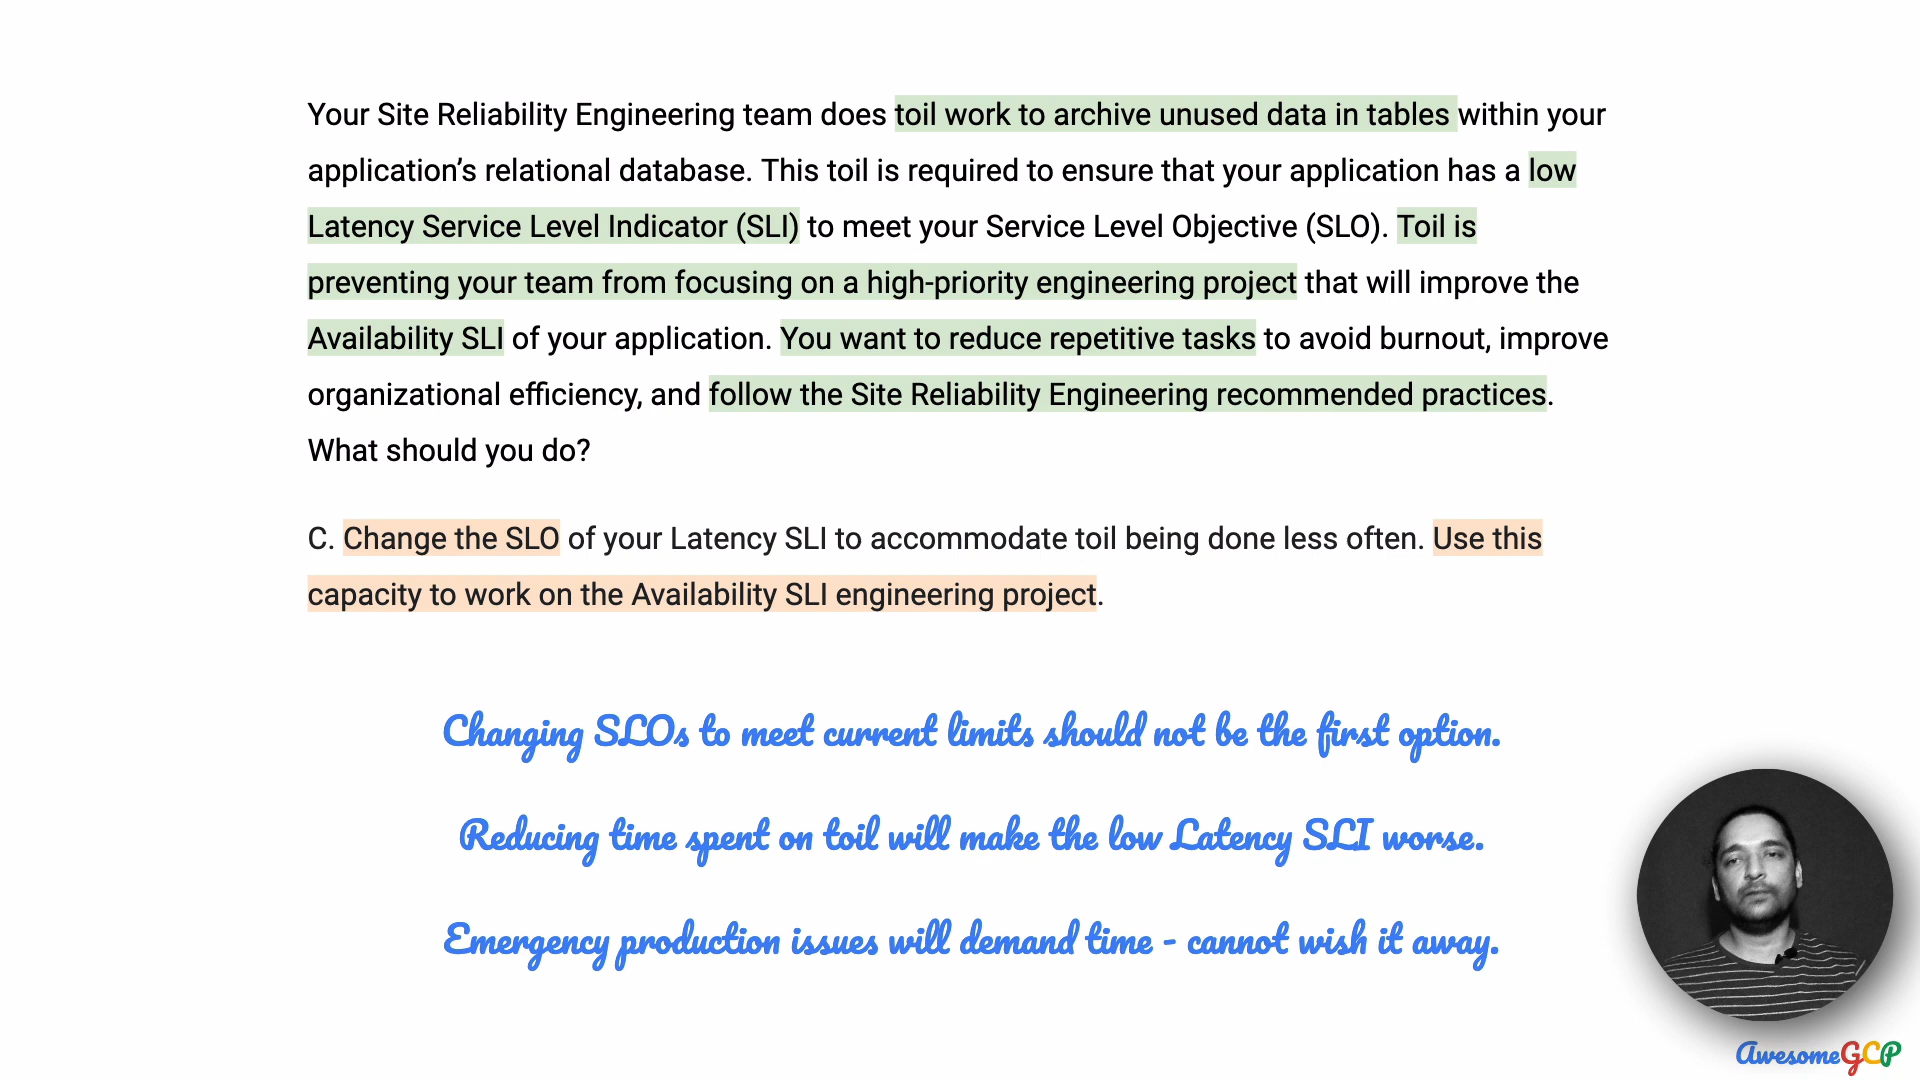 Your Site Reliability Engineering team does toil work to archive unused data in tables within your
application’s relational database. This toil is required to ensure that your application has a low
Latency Service Level Indicator (SLI) to meet your Service Level Objective (SLO). Toil is
preventing your team from focusing on a high-priority engineering project that will improve the
Availability SLI of your application. You want to reduce repetitive tasks to avoid burnout, improve
organizational efficiency, and follow the Site Reliability Engineering recommended practices.
What should you do?
C. Change the SLO of your Latency SLI to accommodate toil being done less often. Use this
capacity to work on the Availability SLI engineering project.
Changing SLOs to meet current limits should not be the first option.
Reducing time spent on toil will make the low Latency SLI worse.
Emergency production issues will demand time - cannot wish it away.
AwesomeGCP